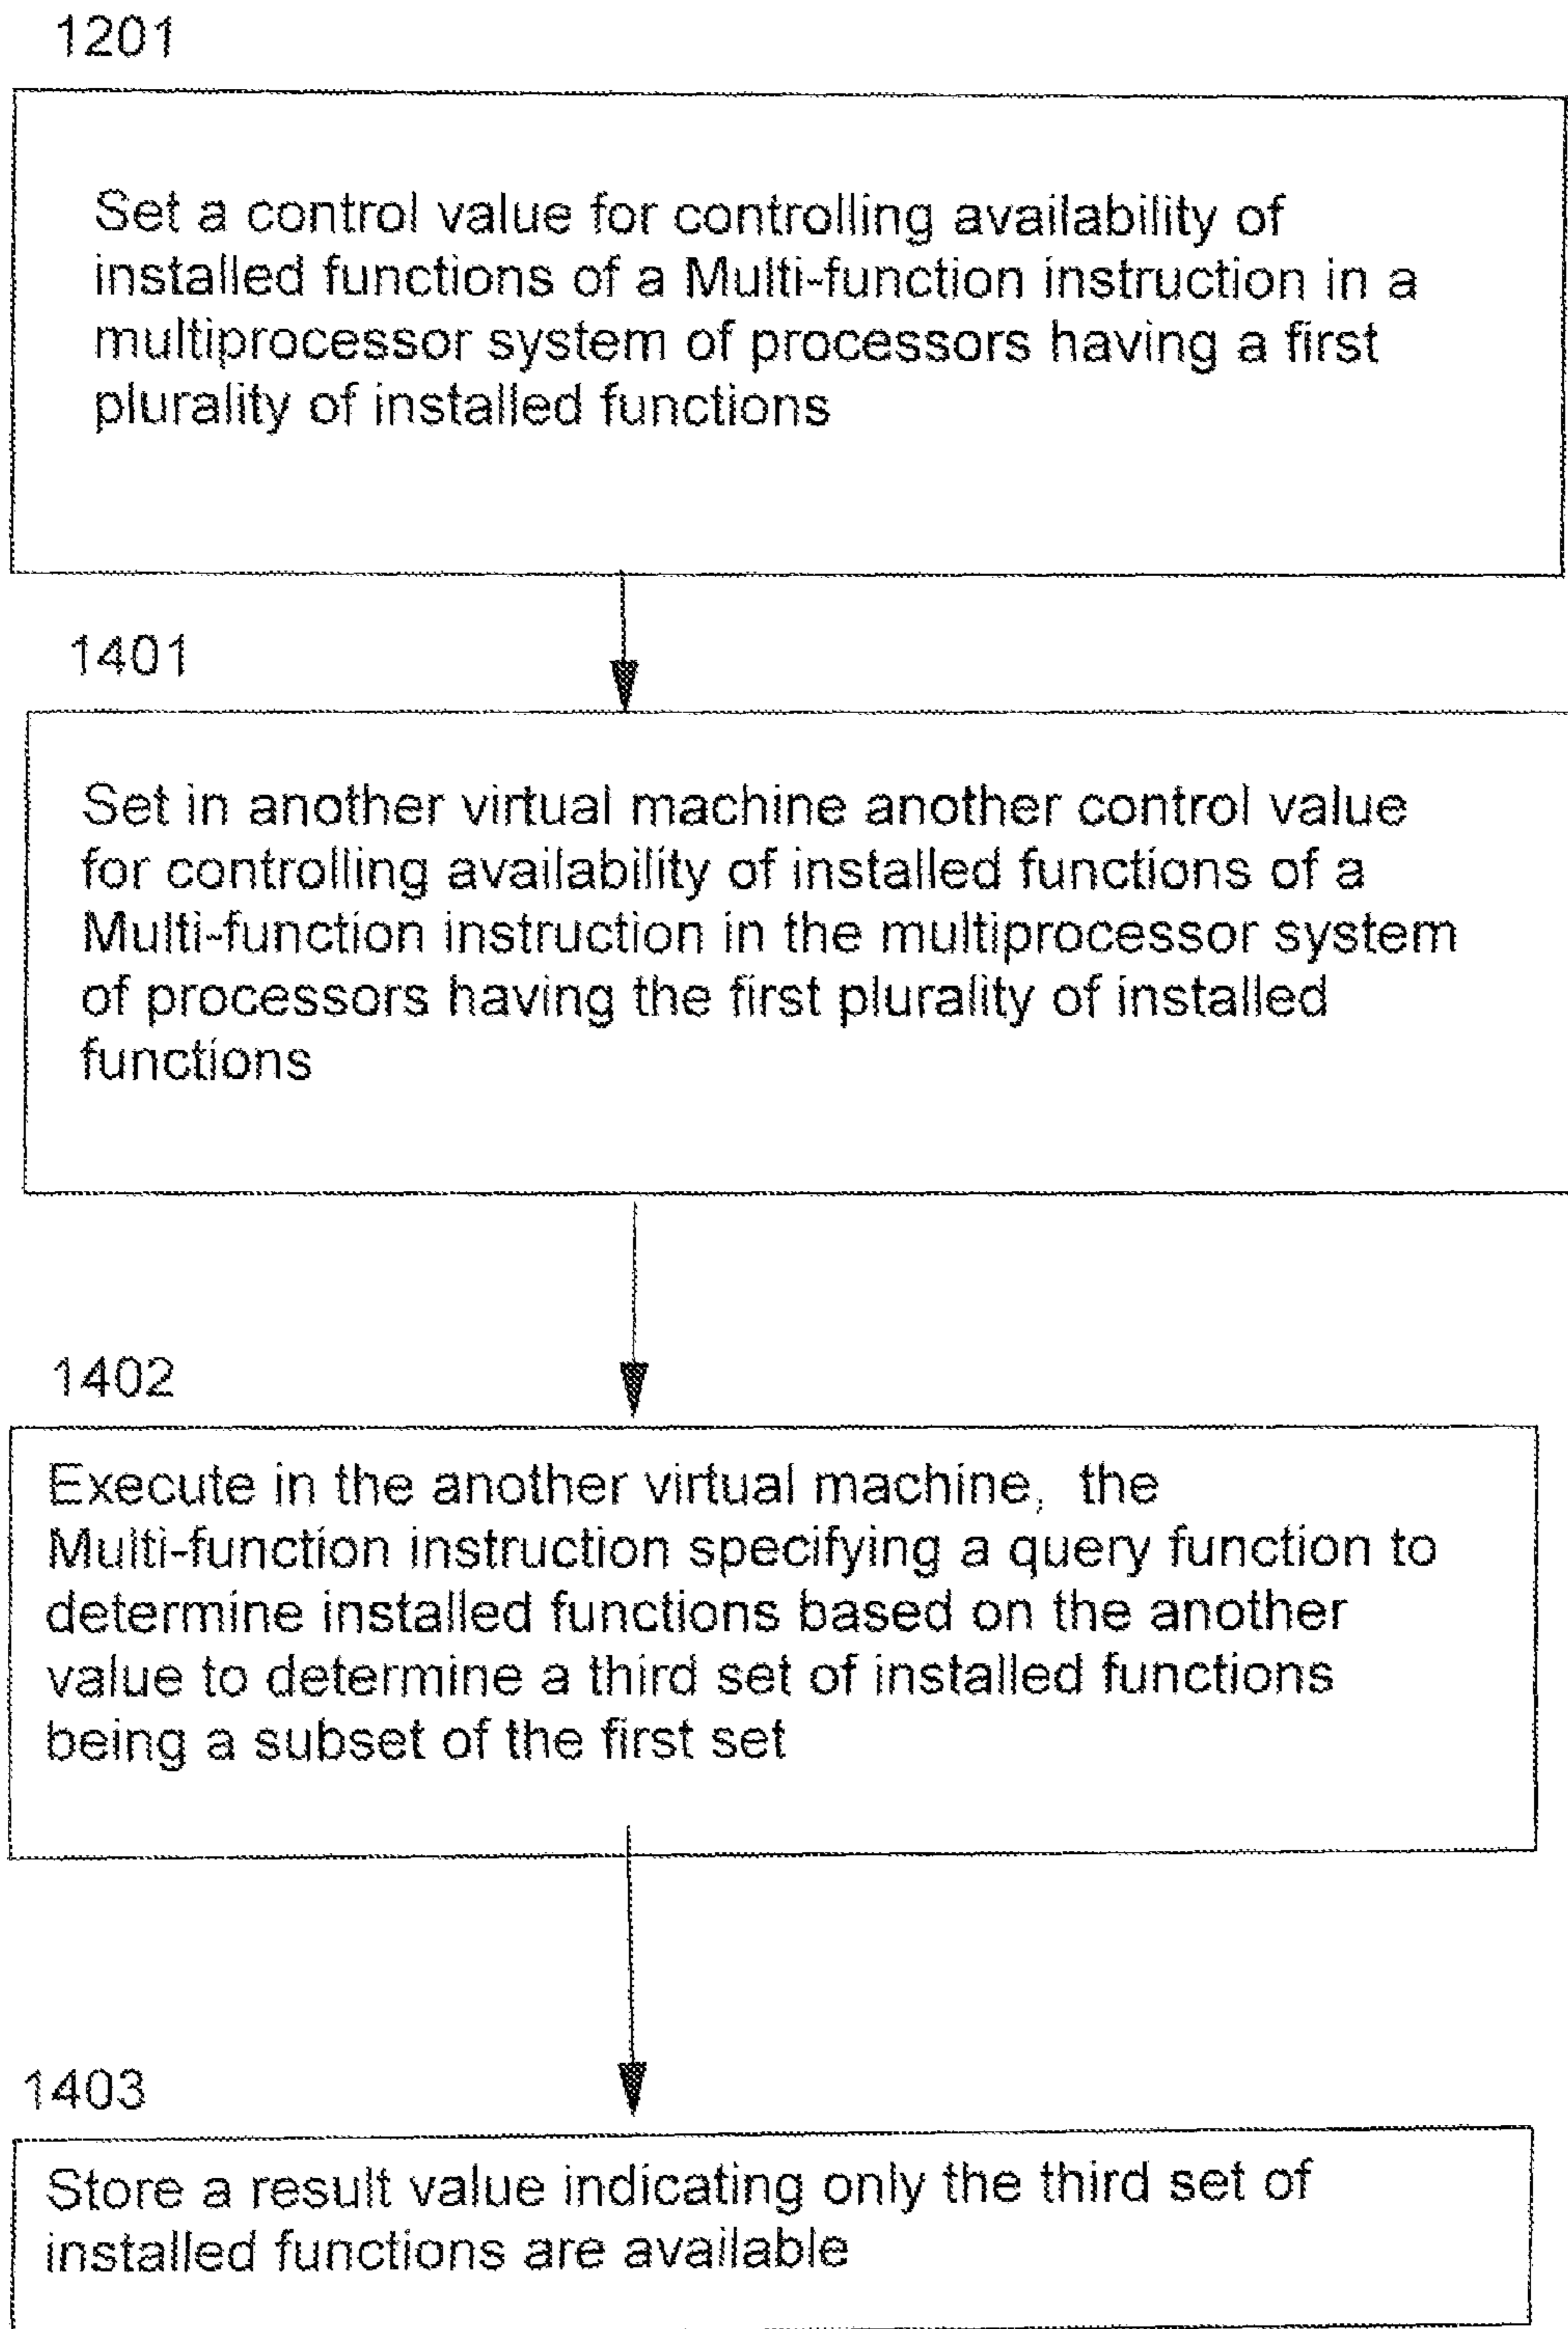 1201
Set a control value for controlling availability of
installed functions of a Multi-function instruction in a
multiprocessor system of processors having a first
plurality of installed functions
1401
Set in another virtual machine another control value
for controlling availability of installed functions of a
Multi-function instruction in the multiprocessor system
of processors having the first plurality of installed
functions
1402
Execute in the another virtual machine, the
Multi-function instruction specifying a query function to
determine installed functions based on the another
value to determine a third set of installed functions
being a subset of the first set
1403
Store a result value indicating only the third set of
installed functions are available